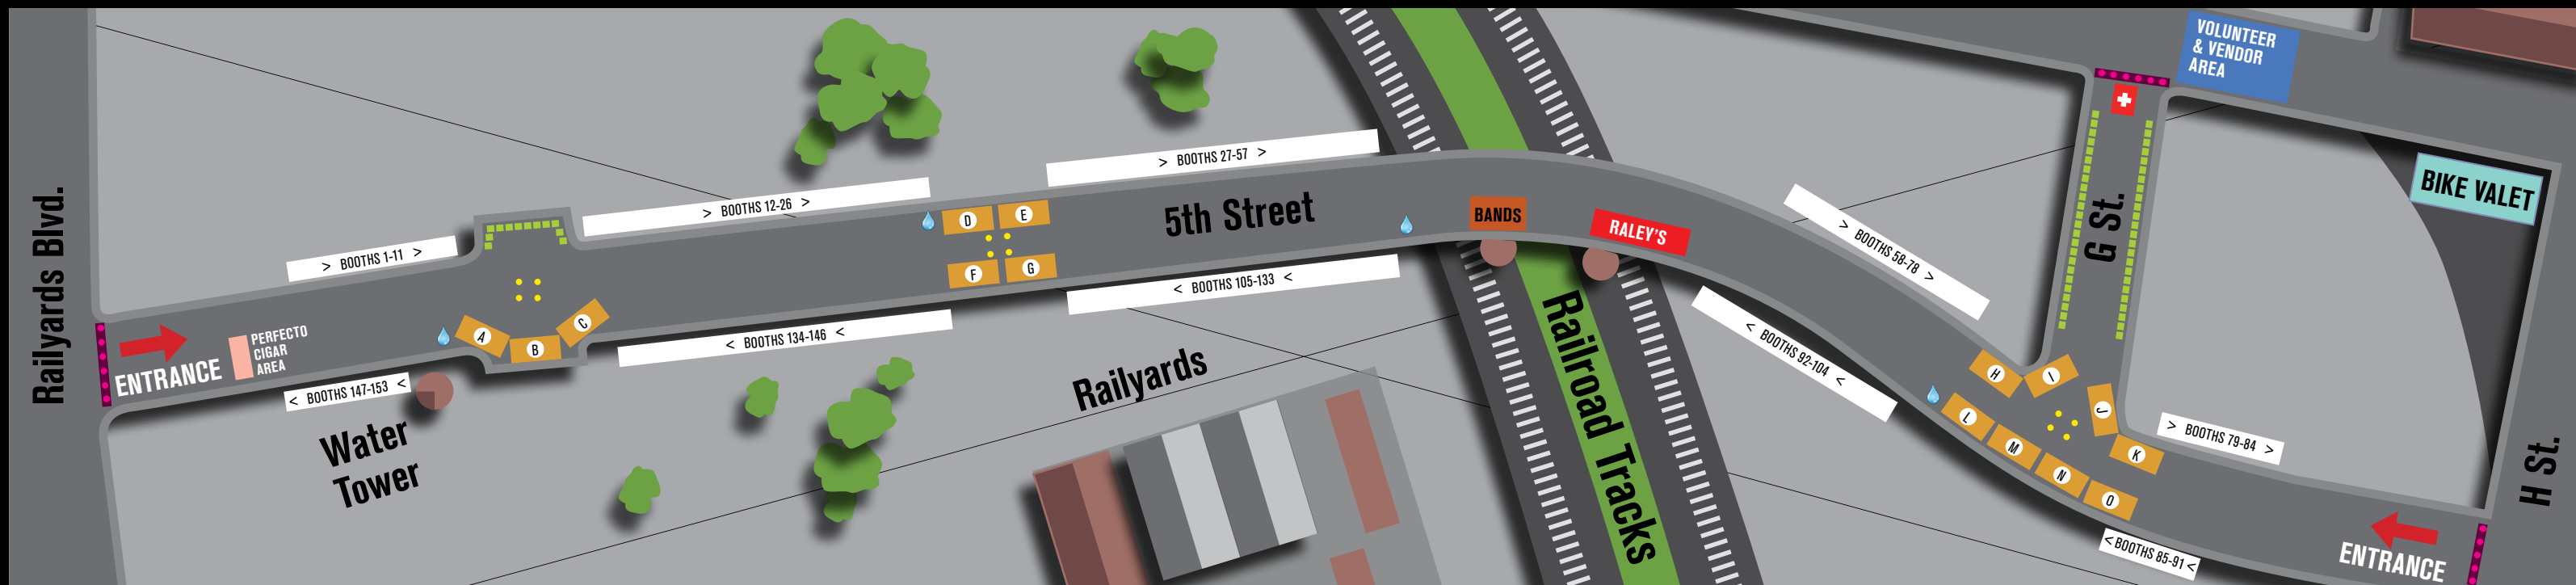 Railyards Blvd.
ENTRANCE
PERFECTO
CIGAR
AREA
> BOOTHS 1-11 >
< BOOTHS 147-153 <
Water
Tower
A
B
C
> BOOTHS 12-26 >
< BOOTHS 134-146 <
D
E
F
G
> BOOTHS 27-57 >
5th Street
< BOOTHS 105-133 <
Railyards
BANDS
RALEY'S
Railroad Tracks
> BOOTHS 58-78 >
< BOOTHS 92-104 <
VOLUNTEER
& VENDOR
AREA
G St.
BIKE VALET
H
I
J
K
L
M
N
O
> BOOTHS 79-84 >
< BOOTHS 85-91 <
ENTRANCE
H St.